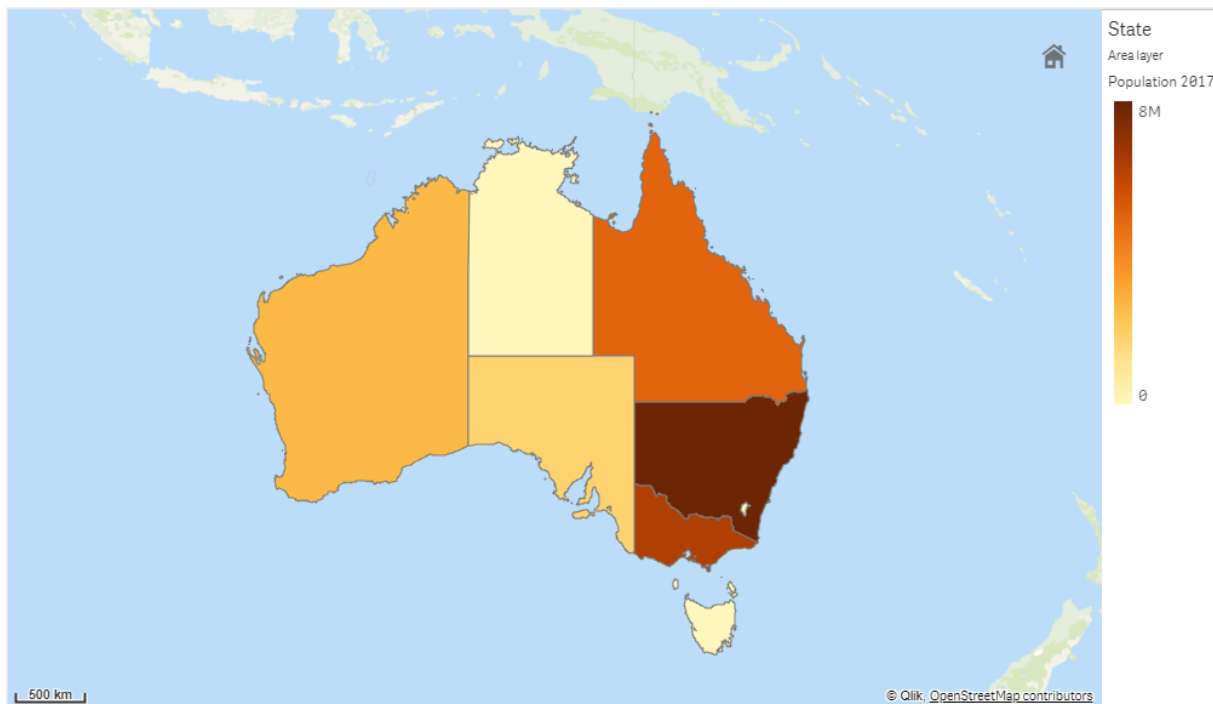 State
Area layer
Population 2017
8M
0
500 km
© Qlik, OpenStreetMap contributors